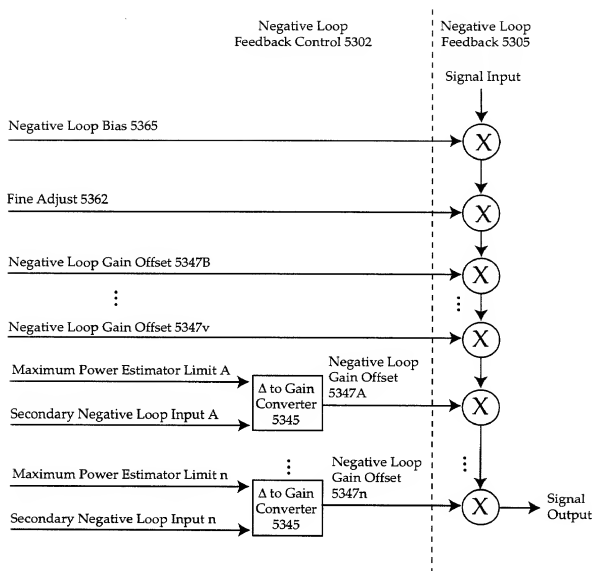 Negative Loop
Feedback Control 5302
Negative Loop
Feedback 5305
Signal Input
Negative Loop Bias 5365
X
Fine Adjust 5362
X
Negative Loop Gain Offset 5347B
X
Negative Loop Gain Offset 5347v
X
Maximum Power Estimator Limit A
Secondary Negative Loop Input A
Δ to Gain
Converter
5345
Negative Loop
Gain Offset
5347A
X
Maximum Power Estimator Limit n
Secondary Negative Loop Input n
Δ to Gain
Converter
5345
Negative Loop
Gain Offset
5347n
X
Signal
Output